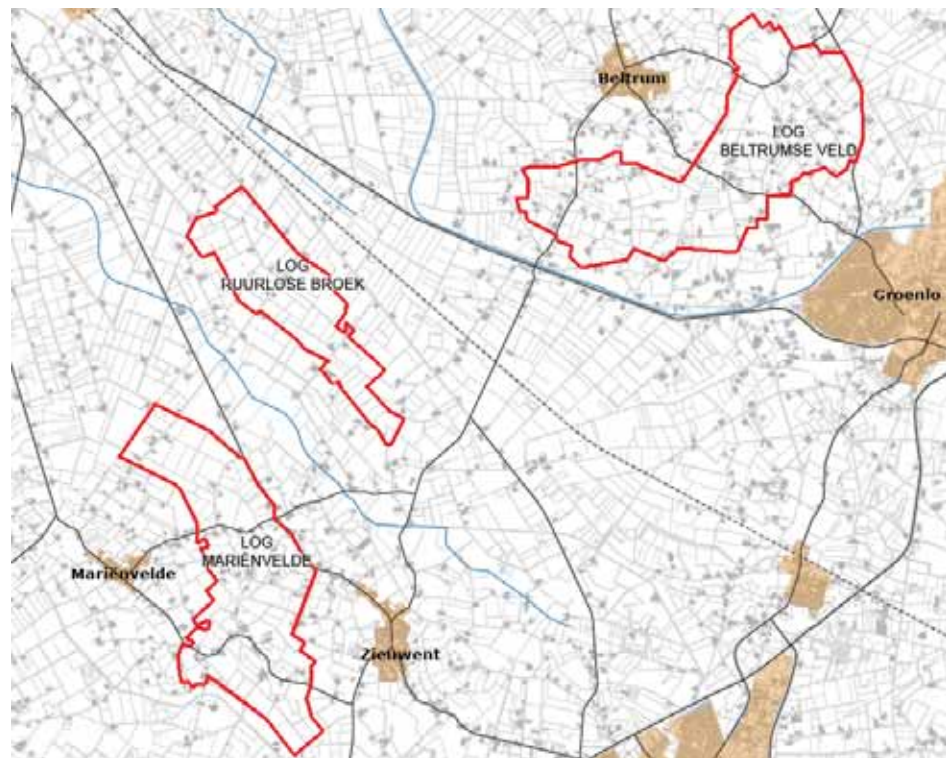 Beltrum
LOG
BELTRUMSE VELD
LOG
RUURLOSE BROEK
Groenlo
LOG
MARIËNVELDE
Mariënvelde
Zieuwent